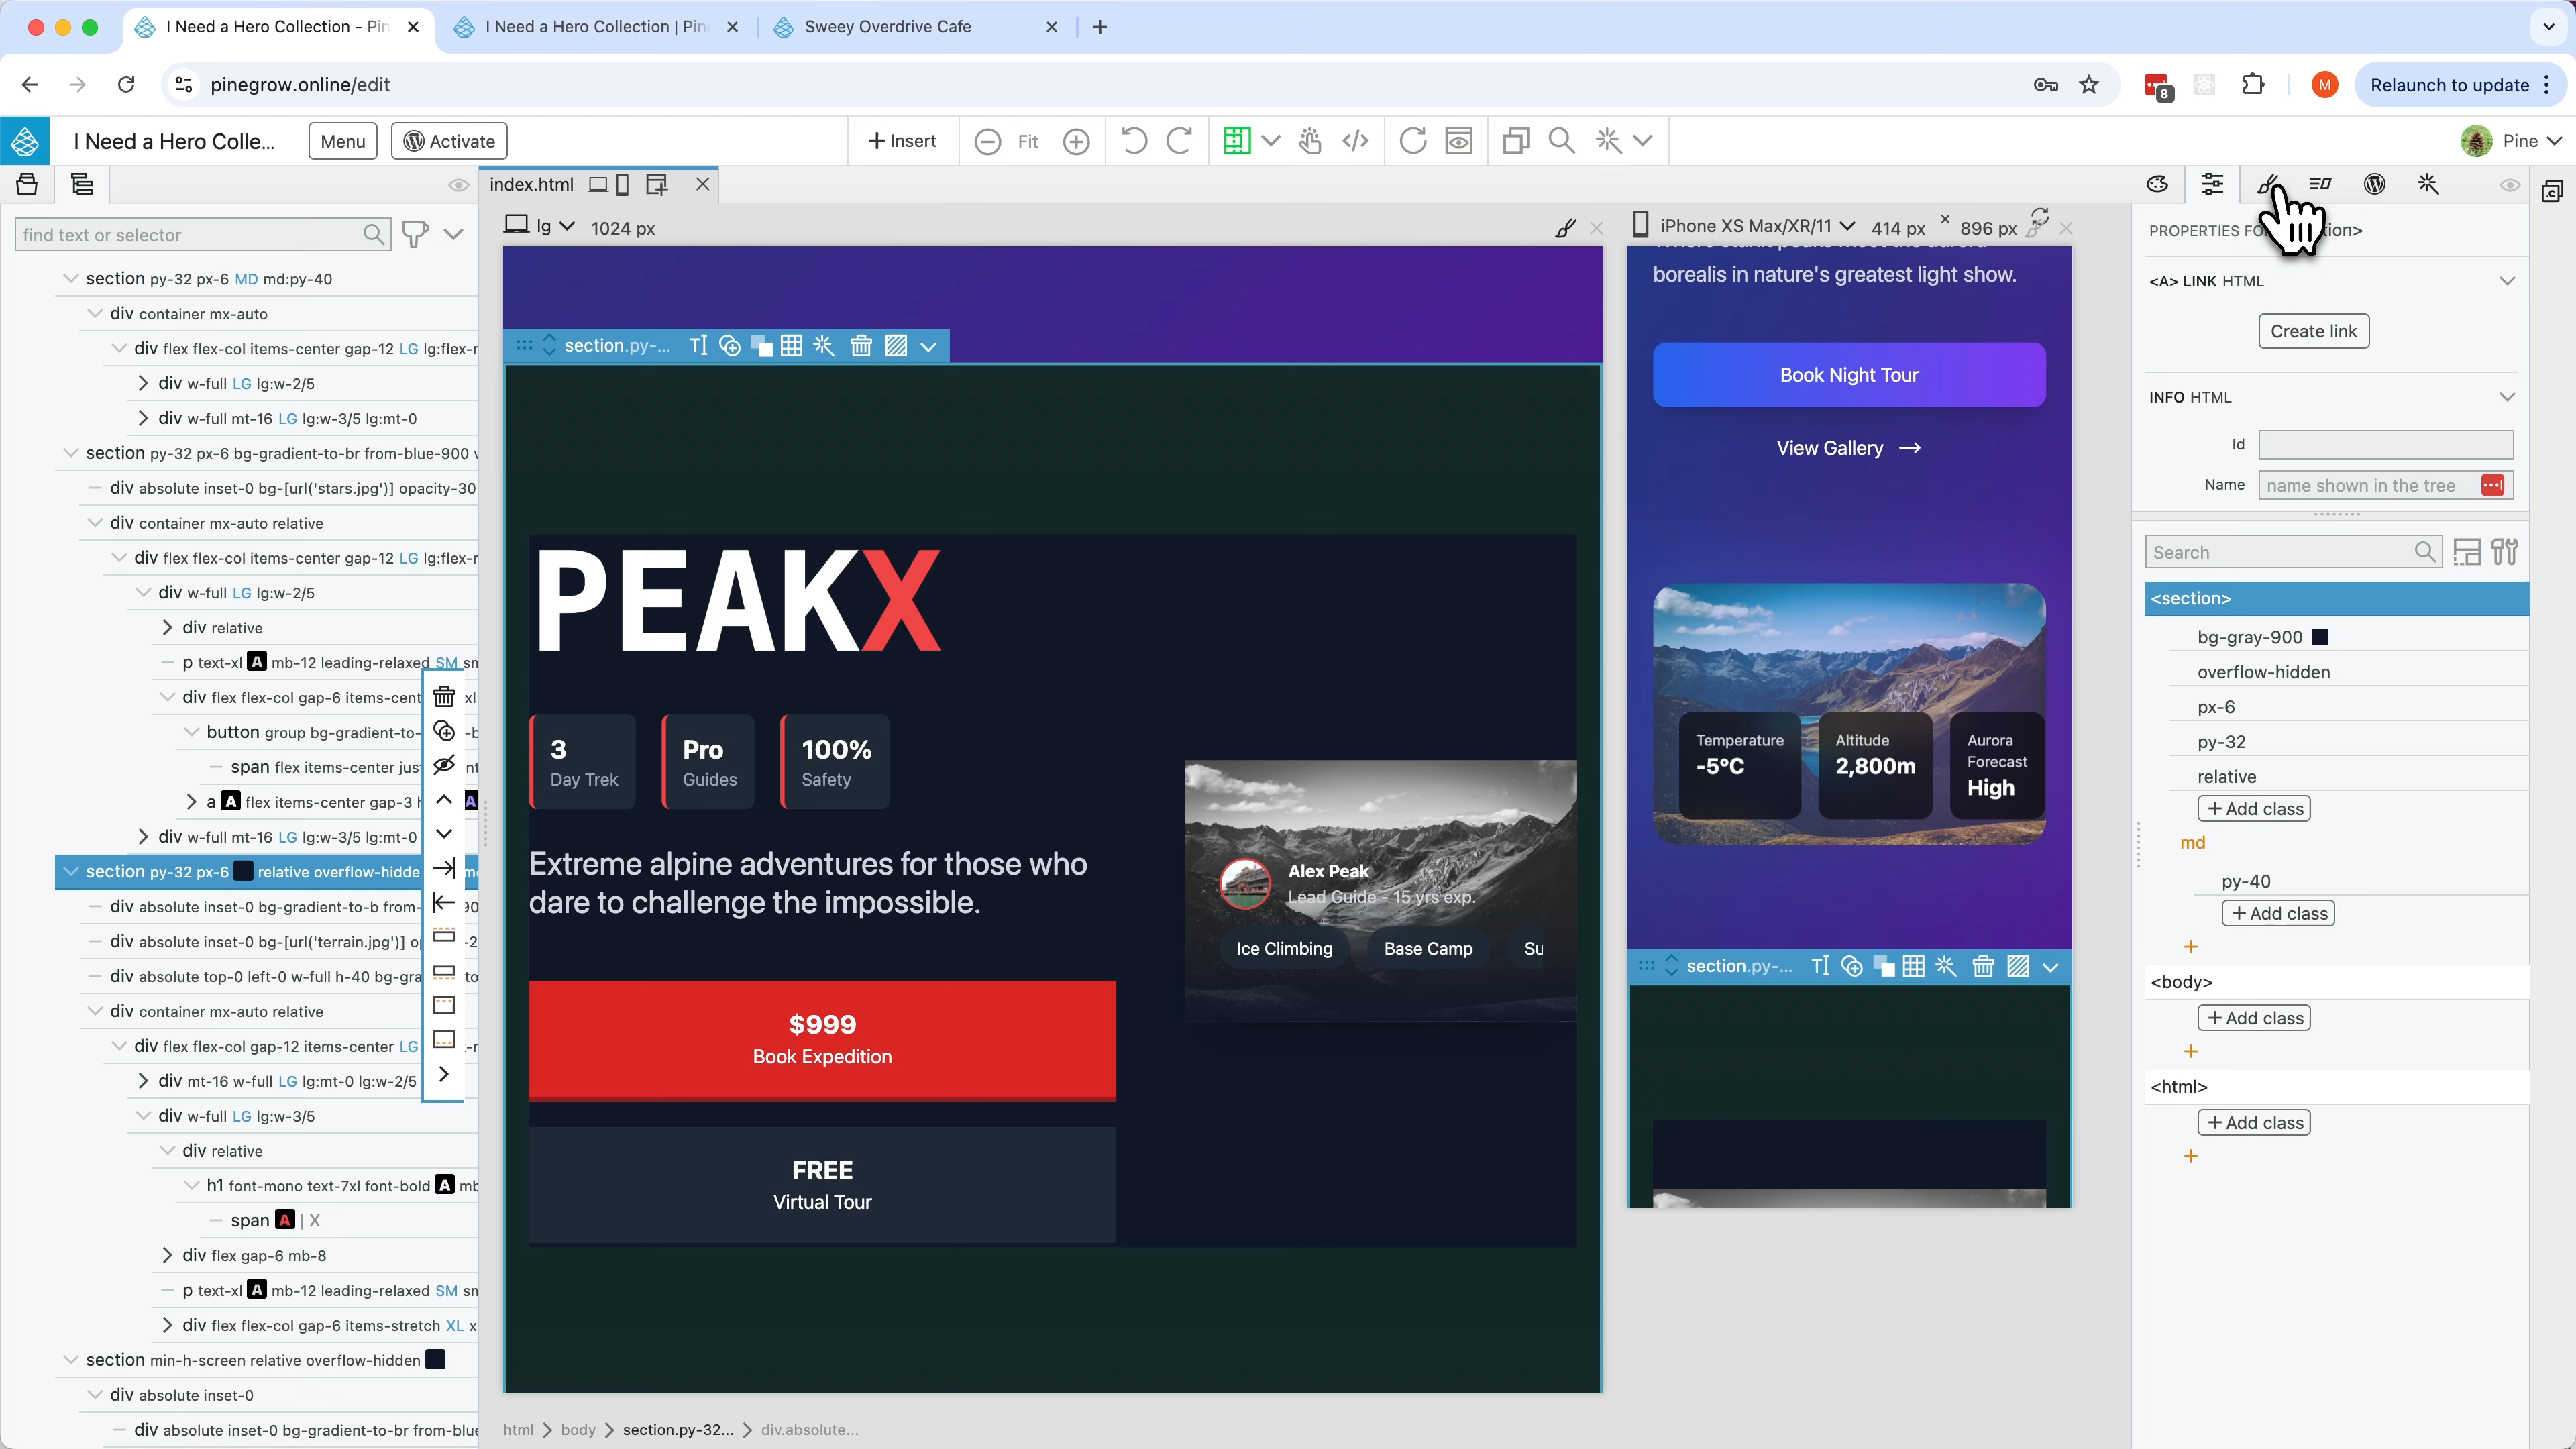 I Need a Hero Collection - Pin
I Need a Hero Collection | Pin
Sweey Overdrive Cafe
pinegrow.online/edit
8
M
Relaunch to update
I Need a Hero Colle...
Menu
Activate
Insert
Fit
Pine
index.html
find text or selector
lg
1024 px
iPhone XS Max/XR/11
414 px
×
896 px
section py-32 px-6 MD md:py-40
div container mx-auto
div flex flex-col items-center gap-12 LG lg:flex-r
div w-full LG lg:w-2/5
div w-full mt-16 LG lg:w-3/5 lg:mt-0
section py-32 px-6 bg-gradient-to-br from-blue-900 v
div absolute inset-0 bg-[url('stars.jpg')] opacity-30
div container mx-auto relative
div flex flex-col items-center gap-12 LG lg:flex-r
div w-full LG lg:w-2/5
div relative
p text-xl A mb-12 leading-relaxed SM sm
div flex flex-col gap-6 items-cent xl:
button group bg-gradient-to- -b
span flex items-center jus nt
a A flex items-center gap-3 h A
div w-full mt-16 LG lg:w-3/5 lg:mt-0
section py-32 px-6 relative overflow-hidde md
div absolute inset-0 bg-gradient-to-b from- 90
div absolute inset-0 bg-[url('terrain.jpg')] o -2
div absolute top-0 left-0 w-full h-40 bg-gra to
div container mx-auto relative
div flex flex-col gap-12 items-center LG -r
div mt-16 w-full LG lg:mt-0 lg:w-2/5
div w-full LG lg:w-3/5
div relative
h1 font-mono text-7xl font-bold A mb
span A | X
div flex gap-6 mb-8
p text-xl A mb-12 leading-relaxed SM sm
div flex flex-col gap-6 items-stretch XL x
section min-h-screen relative overflow-hidden
div absolute inset-0
div absolute inset-0 bg-gradient-to-br from-blue
section.py-...
PEAKX
3
Day Trek
Pro
Guides
100%
Safety
Extreme alpine adventures for those who
dare to challenge the impossible.
$999
Book Expedition
FREE
Virtual Tour
Alex Peak
Lead Guide - 15 yrs exp.
Ice Climbing
Base Camp
Su
html
body
section.py-32...
div.absolute...
borealis in nature's greatest light show.
Book Night Tour
View Gallery →
Temperature
-5°C
Altitude
2,800m
Aurora
Forecast
High
section.py-...
PROPERTIES FO tion>
<A> LINK HTML
Create link
INFO HTML
Id
Name
name shown in the tree
Search
<section>
bg-gray-900
overflow-hidden
px-6
py-32
relative
+ Add class
md
py-40
+ Add class
+
<body>
+ Add class
+
<html>
+ Add class
+